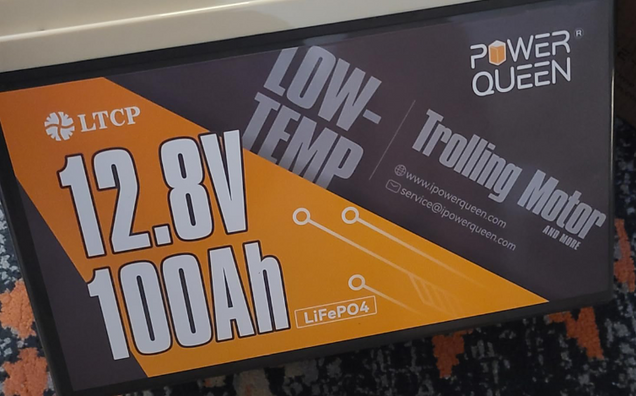 POWER®
QUEEN
LOW-
TEMP
LTCP
12.8V
100Ah
LiFePO4
Trolling Motor
AND MORE
www.ipowerqueen.com
service@ipowerqueen.com